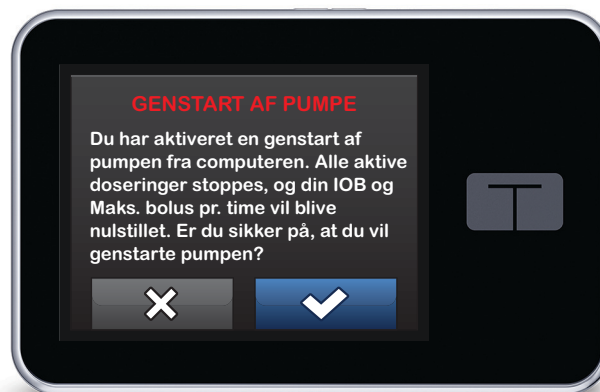 GENSTART AF PUMPE
Du har aktiveret en genstart af
pumpen fra computeren. Alle aktive
doseringer stoppes, og din IOB og
Maks. bolus pr. time vil blive
nulstillet. Er du sikker på, at du vil
genstarte pumpen?